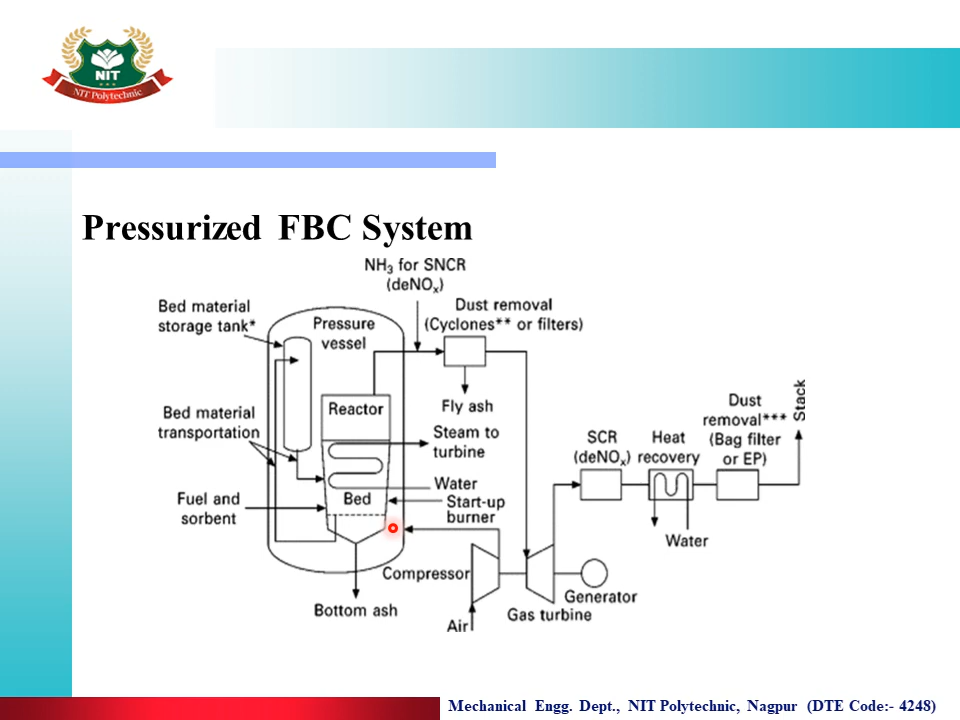 NIT
NIT Polytechnic
Pressurized FBC System
NH3 for SNCR
(deNOx)
Bed material
storage tank*
Pressure
vessel
Dust removal
(Cyclones** or filters)
Reactor
Fly ash
Bed material
transportation
Steam to
turbine
Water
Bed
Start-up
burner
Fuel and
sorbent
Bottom ash
Compressor
Air
Gas turbine
Generator
SCR
(deNOx)
Heat
recovery
Dust
removal***
(Bag filter
or EP)
Stack
Water
Mechanical Engg. Dept., NIT Polytechnic, Nagpur (DTE Code:- 4248)